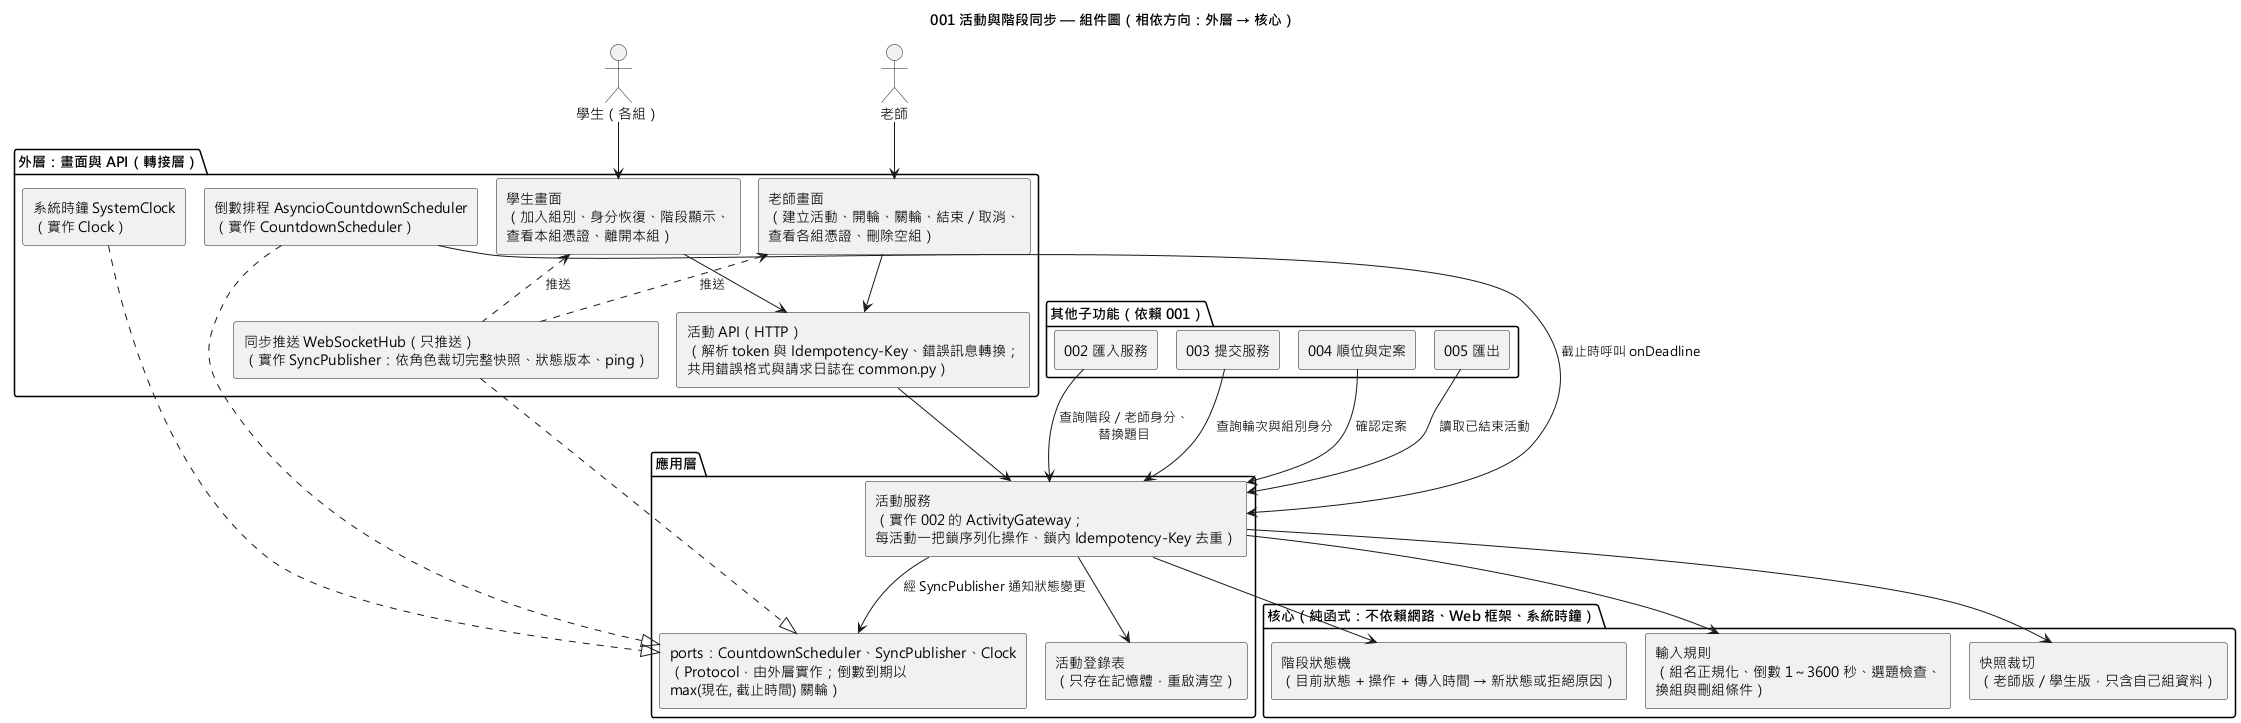 001 活動與階段同步 — 組件圖（相依方向：外層 → 核心）
學生（各組）
老師
外層：畫面與 API（轉接層）
系統時鐘 SystemClock
（實作 Clock）
倒數排程 AsyncioCountdownScheduler
（實作 CountdownScheduler）
學生畫面
（加入組別、身分恢復、階段顯示、
查看本組憑證、離開本組）
老師畫面
（建立活動、開輪、關輪、結束 / 取消、
查看各組憑證、刪除空組）
推送
推送
同步推送 WebSocketHub（只推送）
（實作 SyncPublisher：依角色裁切完整快照、狀態版本、ping）
活動 API（HTTP）
（解析 token 與 Idempotency-Key、錯誤訊息轉換；
共用錯誤格式與請求日誌在 common.py）
其他子功能（依賴 001）
002 匯入服務
003 提交服務
004 順位與定案
005 匯出
截止時呼叫 onDeadline
查詢階段 / 老師身分、
替換題目
查詢輪次與組別身分
確認定案
讀取已結束活動
應用層
活動服務
（實作 002 的 ActivityGateway；
每活動一把鎖序列化操作、鎖內 Idempotency-Key 去重）
經 SyncPublisher 通知狀態變更
ports：CountdownScheduler、SyncPublisher、Clock
（Protocol，由外層實作；倒數到期以
max(現在, 截止時間) 關輪）
活動登錄表
（只存在記憶體，重啟清空）
核心（純函式：不依賴網路、Web 框架、系統時鐘）
階段狀態機
（目前狀態 + 操作 + 傳入時間 → 新狀態或拒絕原因）
輸入規則
（組名正規化、倒數 1～3600 秒、選題檢查、
換組與刪組條件）
快照裁切
（老師版 / 學生版，只含自己組資料）